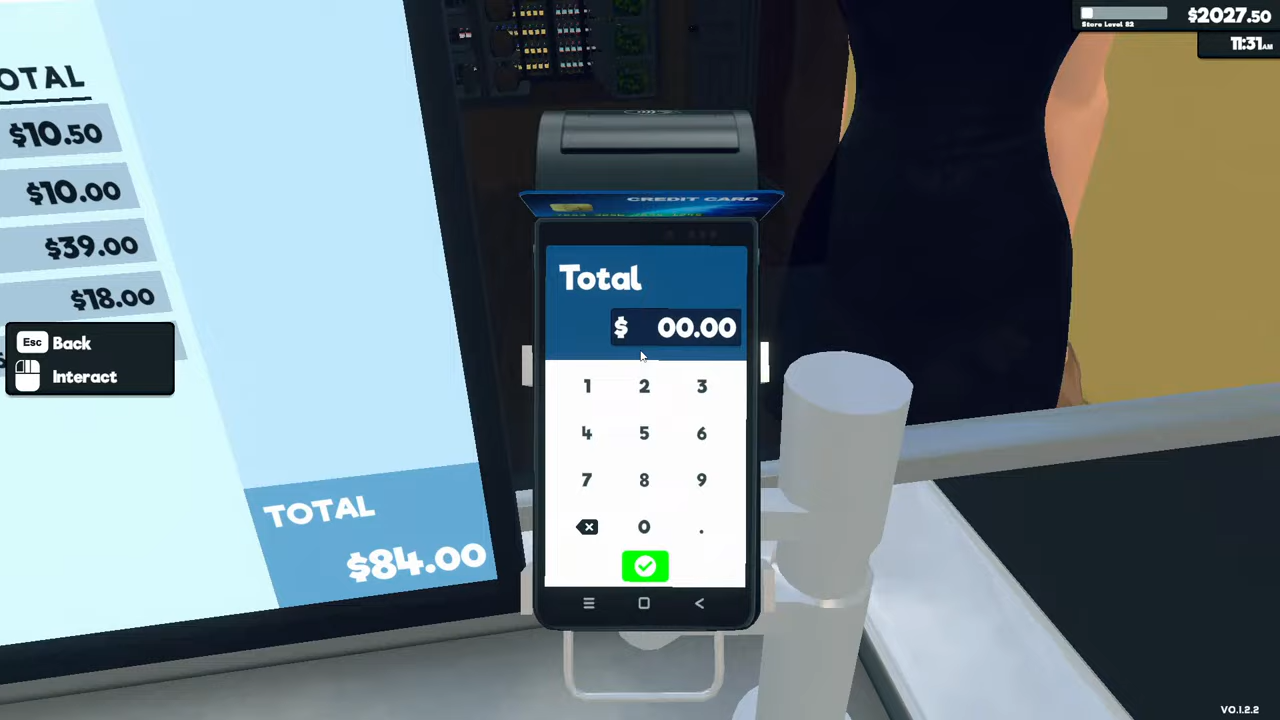 $2027.50
Store Level 82
11:31AM
OTAL
$10.50
$10.00
$39.00
$18.00
Esc Back
Interact
TOTAL
$84.00
CREDIT CARD
Total
$ 00.00
1 2 3
4 5 6
7 8 9
0 .
V0.1.2.2